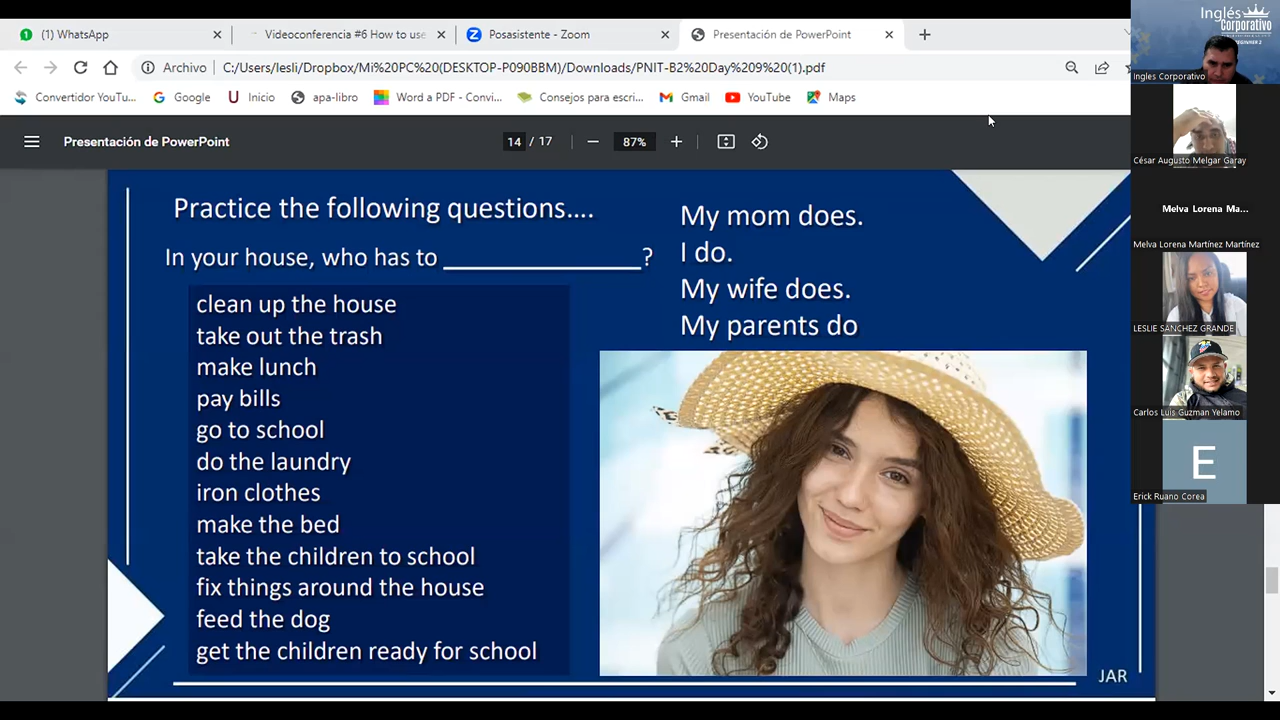 (1) WhatsApp
Videoconferencia #6 How to use
Posasistente - Zoom
Presentación de PowerPoint
Archivo
C:/Users/lesli/Dropbox/Mi%20PC%20(DESKTOP-P090BBMI)/Downloads/PNIT-B2%20Day%209%20(1).pdf
Convertidor YouTu...
Google
Inicio
apa-libro
Word a PDF - Convi...
Consejos para escri...
Gmail
YouTube
Maps
Presentación de PowerPoint
14 / 17
87%
Practice the following questions....
In your house, who has to ________________?
clean up the house
take out the trash
make lunch
pay bills
go to school
do the laundry
iron clothes
make the bed
take the children to school
fix things around the house
feed the dog
get the children ready for school
My mom does.
I do.
My wife does.
My parents do
JAR
Inglés
Corporativo
Ingles Corporativo
César Augusto Melgar Garay
Melva Lorena Ma...
Melva Lorena Martínez Martínez
LESLIE SANCHEZ GRANDE
Carlos Luis Guzman Yelamo
E
Erick Ruano Corea